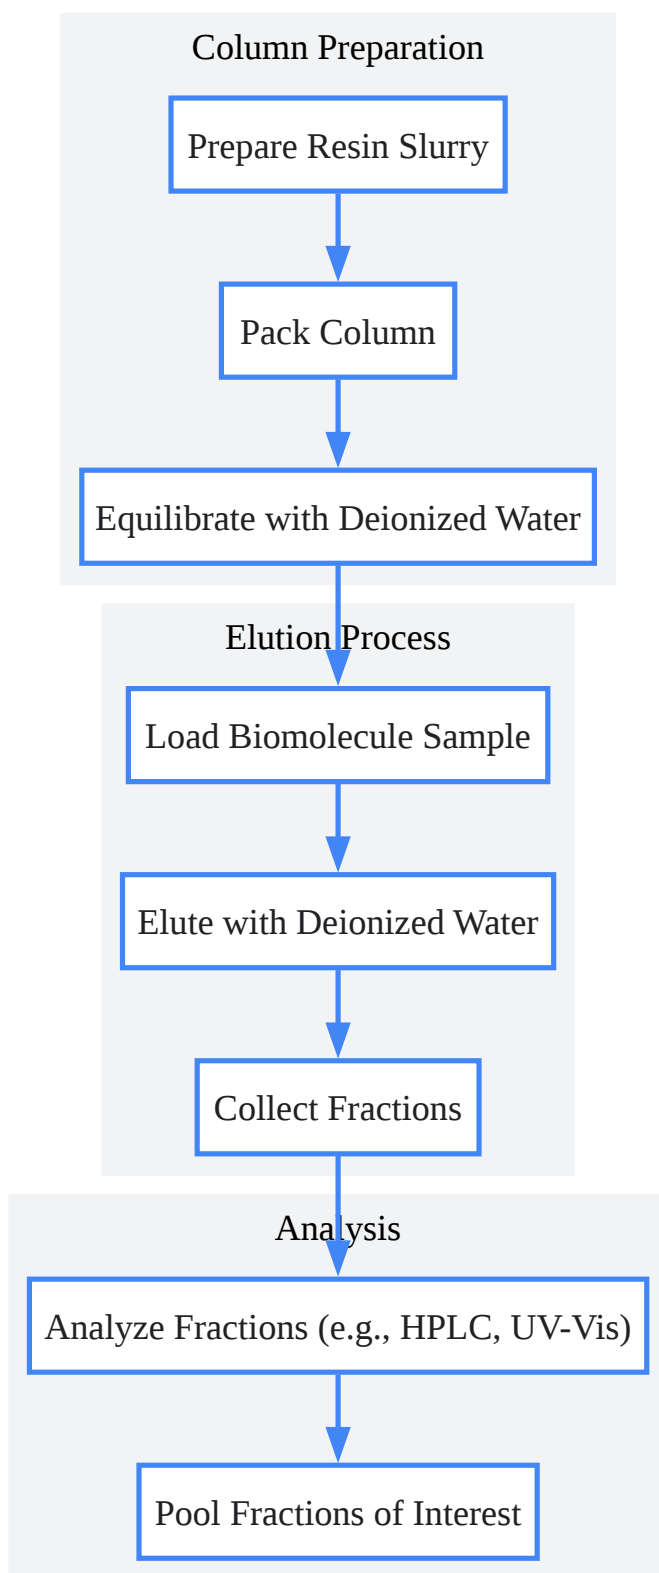 Column Preparation
Prepare Resin Slurry
Pack Column
Equilibrate with Deionized Water
Elution Process
Load Biomolecule Sample
Elute with Deionized Water
Collect Fractions
Analysis
Analyze Fractions (e.g., HPLC, UV-Vis)
Pool Fractions of Interest